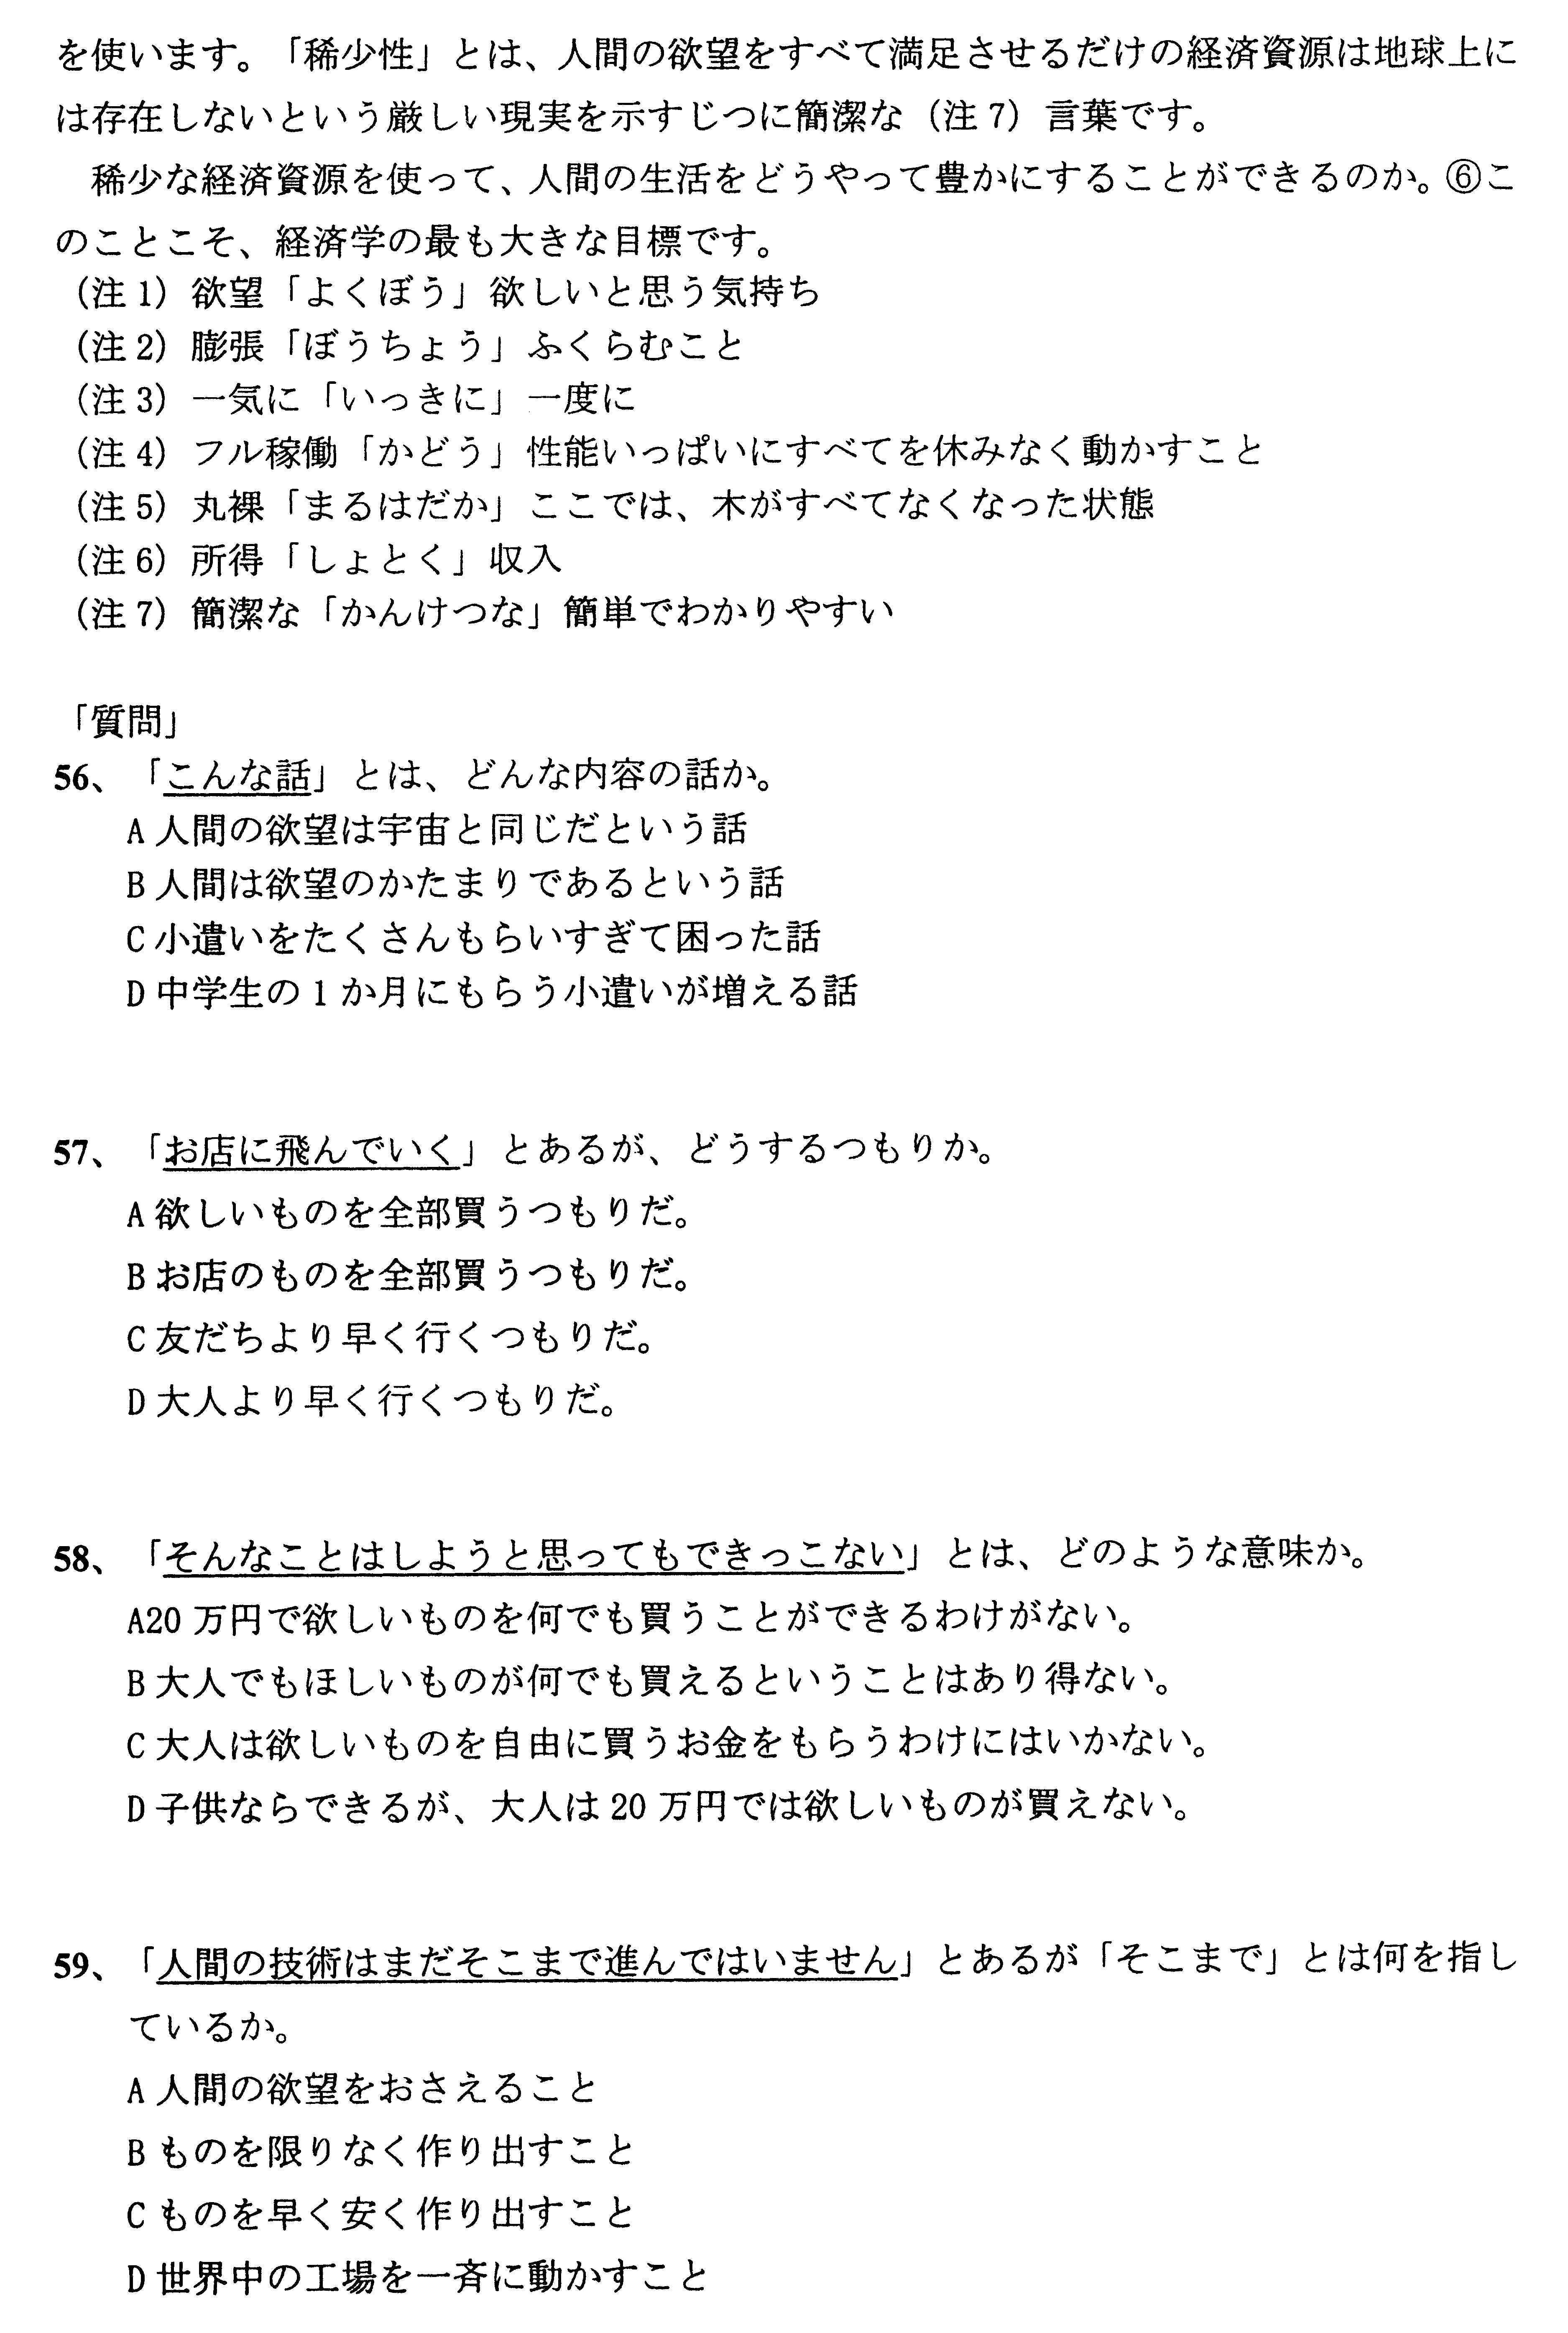 を使います。「稀少性」とは、人間の欲望をすべて満足させるだけの経済資源は地球上に
は存在しないという厳しい現実を示すじつに簡潔な（注 7）言葉です。
稀少な経済資源を使って、人間の生活をどうやって豊かにすることができるのか。⑥こ
のことこそ、経済学の最も大きな目標です。
（注 1）欲望「よくぼう」欲しいと思う気持ち
（注 2）膨張「ぼうちょう」ふくらむこと
（注 3）一気に「いっきに」一度に
（注 4）フル稼働「かどう」性能いっぱいにすべてを休みなく動かすこと
（注 5）丸裸「まるはだか」ここでは、木がすべてなくなった状態
（注 6）所得「しょとく」収入
（注 7）簡潔な「かんけつな」簡単でわかりやすい
「質問」
56、「こんな話」とは、どんな内容の話か。
A 人間の欲望は宇宙と同じだという話
B 人間は欲望のかたまりであるという話
C 小遣いをたくさんもらいすぎて困った話
D 中学生の 1 か月にもらう小遣いが増える話
57、「お店に飛んでいく」とあるが、どうするつもりか。
A 欲しいものを全部買うつもりだ。
B お店のものを全部買うつもりだ。
C 友だちより早く行くつもりだ。
D 大人より早く行くつもりだ。
58、「そんなことはしようと思ってもできっこない」とは、どのような意味か。
A20 万円で欲しいものを何でも買うことができるわけがない。
B 大人でもほしいものが何でも買えるということはあり得ない。
C 大人は欲しいものを自由に買うお金をもらうわけにはいかない。
D 子供ならできるが、大人は 20 万円では欲しいものが買えない。
59、「人間の技術はまだそこまで進んではいません」とあるが「そこまで」とは何を指し
ているか。
A 人間の欲望をおさえること
B ものを限りなく作り出すこと
C ものを早く安く作り出すこと
D 世界中の工場を一斉に動かすこと